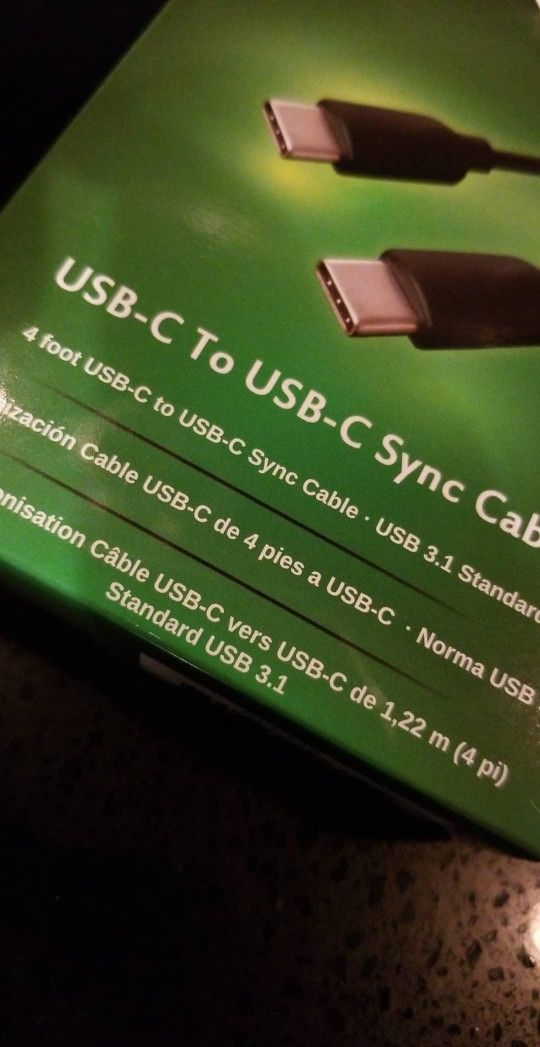 USB-C To USB-C Sync
4 foot USB-C to USB-C Sync Cable · USB 3.1 Standard
Cable USB-C de 4 pies a USB-C · Norma USB
Câble USB-C vers USB-C de 1,22 m (4 pi)
Standard USB 3.1